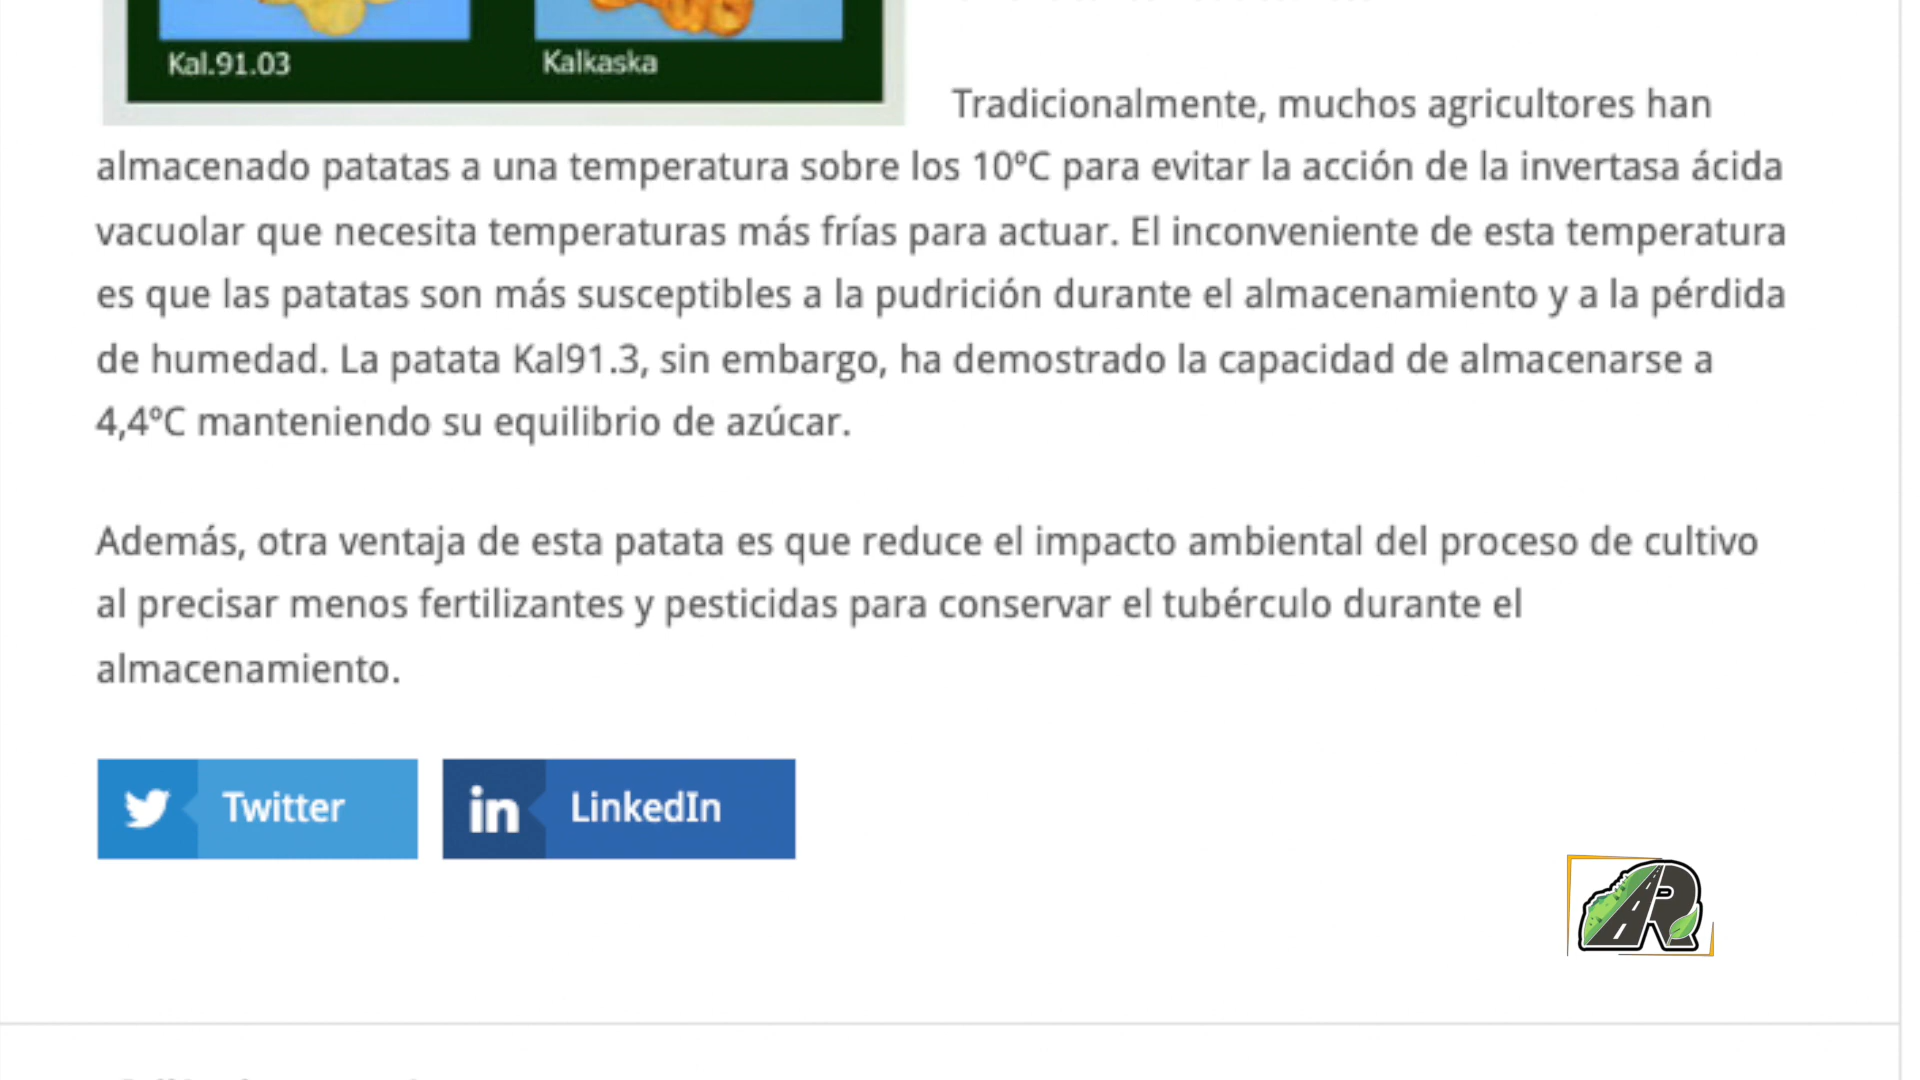 Kal.91.03
Kalkaska
Tradicionalmente, muchos agricultores han
almacenado patatas a una temperatura sobre los 10ºC para evitar la acción de la invertasa ácida
vacuolar que necesita temperaturas más frías para actuar. El inconveniente de esta temperatura
es que las patatas son más susceptibles a la pudrición durante el almacenamiento y a la pérdida
de humedad. La patata Kal91.3, sin embargo, ha demostrado la capacidad de almacenarse a
4,4ºC manteniendo su equilibrio de azúcar.
Además, otra ventaja de esta patata es que reduce el impacto ambiental del proceso de cultivo
al precisar menos fertilizantes y pesticidas para conservar el tubérculo durante el
almacenamiento.
Twitter
in LinkedIn
AR